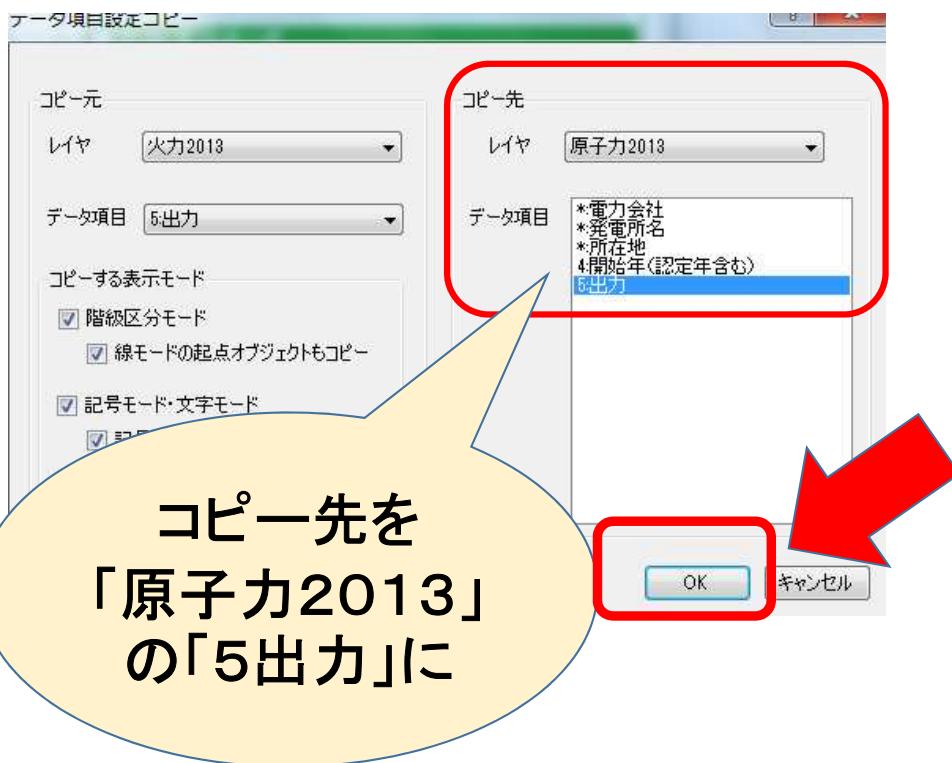 データ項目設定コピー
コピー元
レイヤ
火力2013
データ項目
5:出力
コピーする表示モード
階級区分モード
線モードの起点オブジェクトもコピー
記号モード・文字モード
コピー先
レイヤ
原子力2013
データ項目
*:電力会社
*:発電所名
*:所在地
4:開始年(認定年含む)
5:出力
コピー先を
「原子力2013」
の「5出力」に
OK
キャンセル